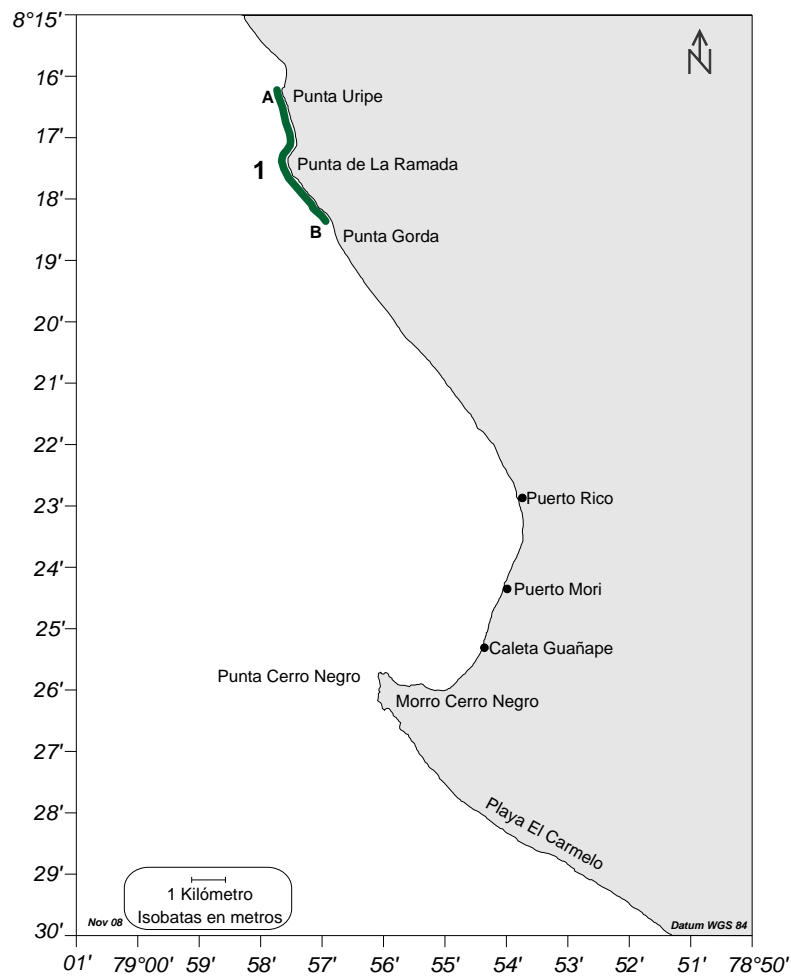 8°15'
N
16'
A
Punta Uripe
17'
1
Punta de La Ramada
18'
B
Punta Gorda
19'
20'
21'
22'
23'
Puerto Rico
24'
Puerto Mori
25'
Caleta Guañape
Punta Cerro Negro
26'
Morro Cerro Negro
27'
28'
Playa El Carmelo
29'
1 Kilómetro
Isobatas en metros
Nov 08
Datum WGS 84
30'
01' 79°00' 59' 58' 57' 56' 55' 54' 53' 52' 51' 78°50'